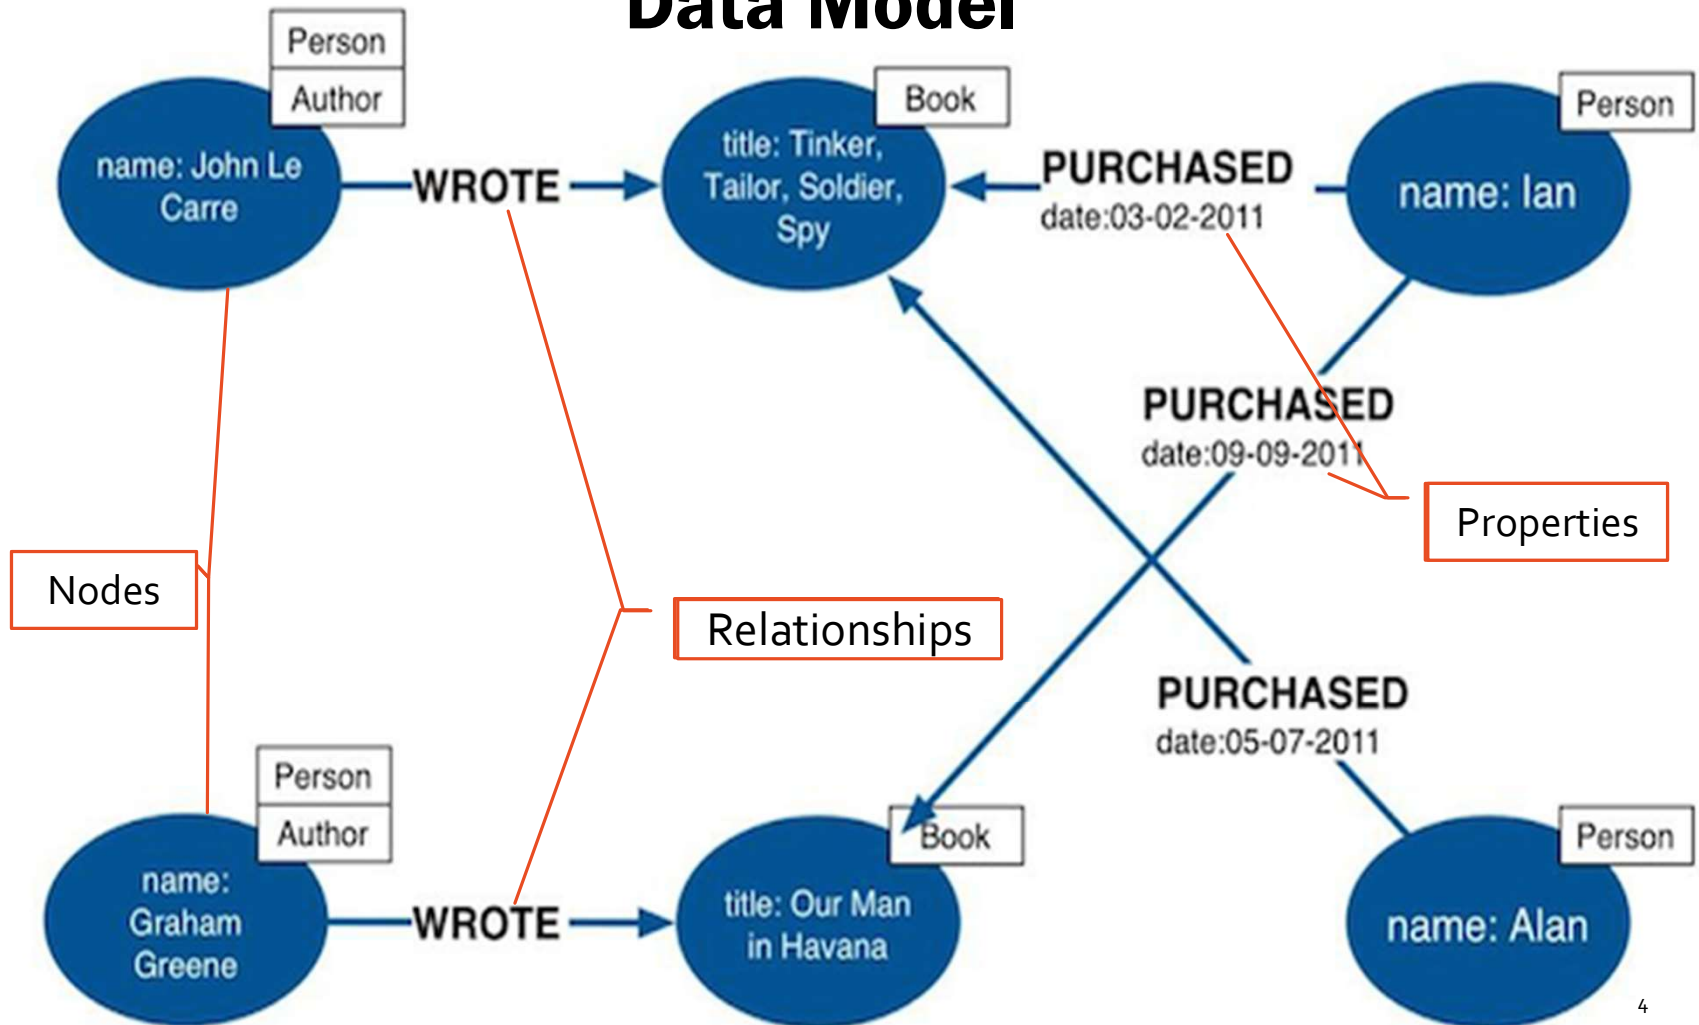 Data Model
Person
Author
name: John Le
Carre
WROTE
Book
title: Tinker,
Tailor, Soldier,
Spy
PURCHASED
date:03-02-2011
Person
name: Ian
PURCHASED
date:09-09-2011
Properties
Nodes
Relationships
PURCHASED
date:05-07-2011
Person
Author
name:
Graham
Greene
WROTE
Book
title: Our Man
in Havana
Person
name: Alan
4